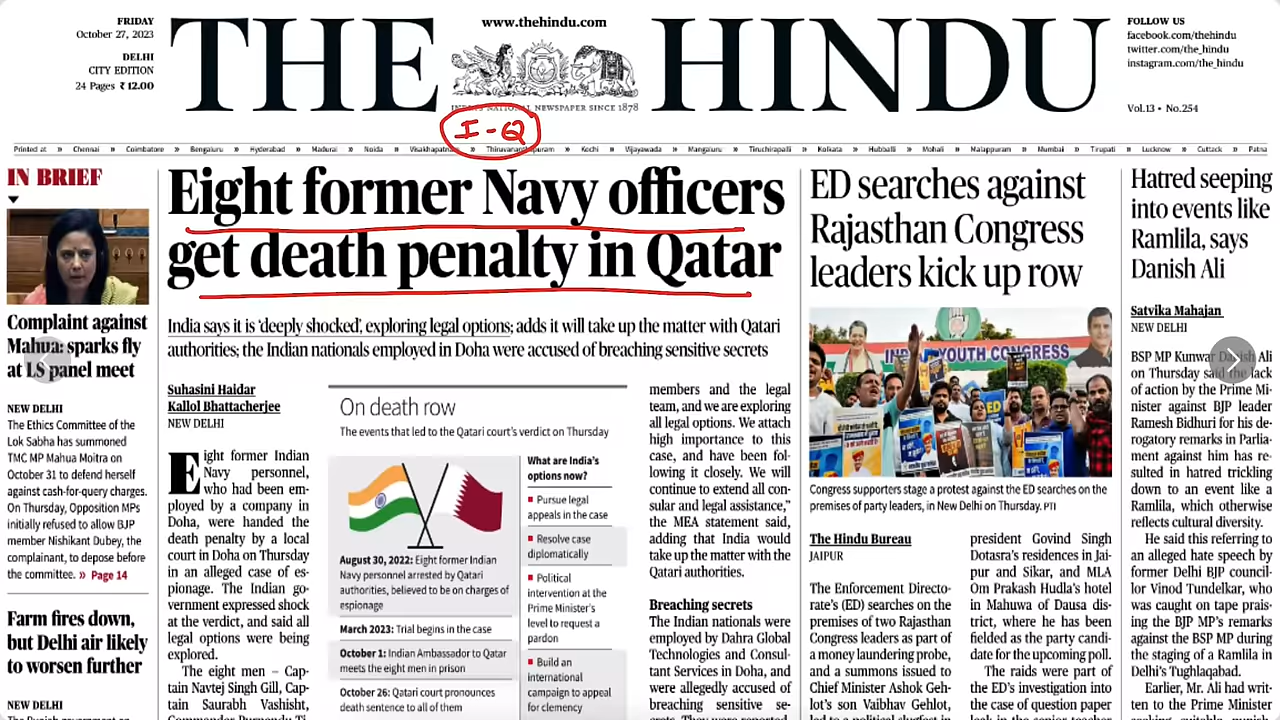 FRIDAY
October 27, 2023
DELHI
CITY EDITION
24 Pages ₹ 12.00
www.thehindu.com
THE HINDU
INDIA'S NATIONAL NEWSPAPER SINCE 1878
FOLLOW US
facebook.com/thehindu
twitter.com/the_hindu
instagram.com/the_hindu
Vol.13 • No.254
I-Q
Printed at » Chennai » Coimbatore » Bengaluru » Hyderabad » Madurai » Noida » Visakhapatnam » Thiruvananthapuram » Kochi » Vijayawada » Mangaluru » Tiruchirapalli » Kolkata » Hubballi » Mohali » Malappuram » Mumbai » Tirupati » Lucknow » Cuttack » Patna
IN BRIEF
Complaint against
Mahua: sparks fly
at LS panel meet
NEW DELHI
The Ethics Committee of the
Lok Sabha has summoned
TMC MP Mahua Moitra on
October 31 to defend herself
against cash-for-query charges.
On Thursday, Opposition MPs
initially refused to allow BJP
member Nishikant Dubey, the
complainant, to depose before
the committee. » Page 14
Farm fires down,
but Delhi air likely
to worsen further
NEW DELHI
Eight former Navy officers
get death penalty in Qatar
India says it is ‘deeply shocked’, exploring legal options; adds it will take up the matter with Qatari
authorities; the Indian nationals employed in Doha were accused of breaching sensitive secrets
Suhasini Haidar
Kallol Bhattacherjee
NEW DELHI
Eight former Indian
Navy personnel,
who had been em-
ployed by a company in
Doha, were handed the
death penalty by a local
court in Doha on Thursday
in an alleged case of es-
pionage. The Indian go-
vernment expressed shock
at the verdict, and said all
legal options were being
explored.
The eight men – Cap-
tain Navtej Singh Gill, Cap-
tain Saurabh Vasisht,
On death row
The events that led to the Qatari court's verdict on Thursday
August 30, 2022: Eight former Indian
Navy personnel arrested by Qatari
authorities, believed to be on charges of
espionage
March 2023: Trial begins in the case
October 1: Indian Ambassador to Qatar
meets the eight men in prison
October 26: Qatari court pronounces
death sentence to all of them
What are India's
options now?
Pursue legal
appeals in the case
Resolve case
diplomatically
Political
intervention at the
Prime Minister's
level to request a
pardon
Build an
international
campaign to appeal
for clemency
members and the legal
team, and we are exploring
all legal options. We attach
high importance to this
case, and have been fol-
lowing it closely. We will
continue to extend all con-
sular and legal assistance,”
the MEA statement said,
adding that India would
take up the matter with the
Qatari authorities.
Breaching secrets
The Indian nationals were
employed by Dahra Global
Technologies and Consul-
tant Services in Doha, and
were allegedly accused of
breaching sensitive se-
crets. They were reported-
ED searches against
Rajasthan Congress
leaders kick up row
INDIAN YOUTH CONGRESS
Congress supporters stage a protest against the ED searches on the
premises of party leaders, in New Delhi on Thursday. PTI
The Hindu Bureau
JAIPUR
The Enforcement Directo-
rate's (ED) searches on the
premises of two Rajasthan
Congress leaders as part of
a money laundering probe,
and a summons issued to
Chief Minister Ashok Geh-
lot's son Vaibhav Gehlot,
led to a political slugfest in
president Govind Singh
Dotasra's residences in Jai-
pur and Sikar, and MLA
Om Prakash Hudla's hotel
in Mahuwa of Dausa dis-
trict, where he has been
fielded as the party candi-
date for the upcoming poll.
The raids were part of
the ED's investigation into
the case of question paper
leak in the senior teacher
Hatred seeping
into events like
Ramlila, says
Danish Ali
Satvika Mahajan
NEW DELHI
BSP MP Kunwar Danish Ali
on Thursday said the lack
of action by the Prime Mi-
nister against BJP leader
Ramesh Bidhuri for his de-
rogatory remarks in Parlia-
ment against him has re-
sulted in hatred trickling
down to an event like a
Ramlila, which otherwise
reflects cultural diversity.
He said this referring to
an alleged hate speech by
former Delhi BJP council-
lor Vinod Tundelkar, who
was caught on tape prais-
ing the BJP MP's remarks
against the BSP MP during
the staging of a Ramlila in
Delhi's Tughlaqabad.
Earlier, Mr. Ali had writ-
ten to the Prime Minister